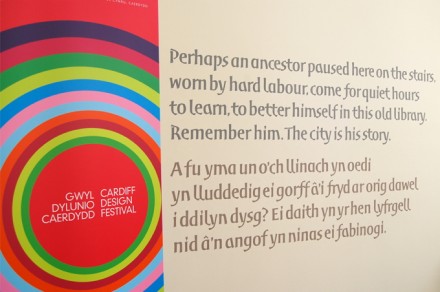 GWYL CARDIFF
DYLUNIO DESIGN
CAERDYDD FESTIVAL
Perhaps an ancestor paused here on the stairs,
worn by hard labour, come for quiet hours
to learn, to better himself in this old library.
Remember him. The city is his story.
A fu yma un o'ch llinach yn oedi
yn lluddedig ei gorff â'i fryd ar orig dawel
i ddilyn dysg? Ei daith yn yr hen lyfrgell
nid â'n angof yn ninas ei fabinogi.